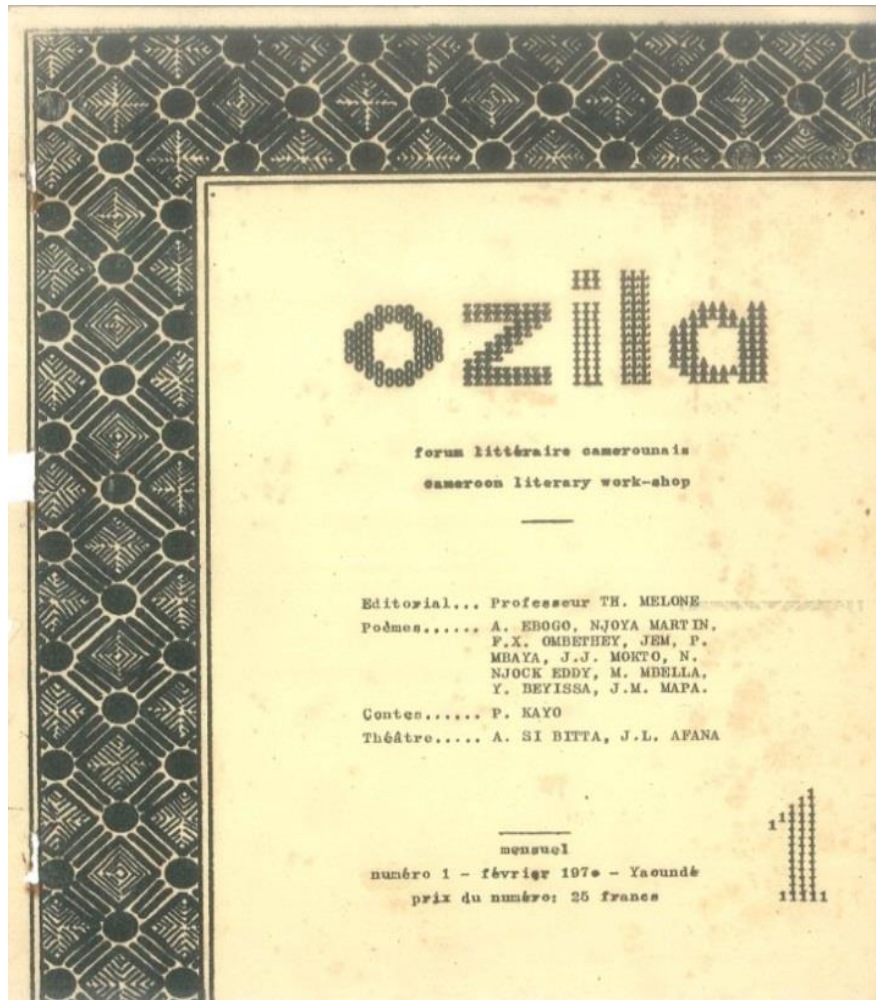 ozila
forum littéraire camerounais
cameroon literary work-shop
Editorial... Professeur TH. MELONE
Poèmes...... A. EBOGO, NJOYA MARTIN,
F.X. OMBETHEY, JEM, P.
MBAYA, J.J. MOKTO, N.
NJOCK EDDY, M. MBELLA,
Y. BEYISSA, J.M. MAPA.
Contes...... P. KAYO
Théâtre..... A. SI BITTA, J.L. AFANA
1
mensuel
numéro 1 - février 1970 - Yaoundé
prix du numéro: 25 francs